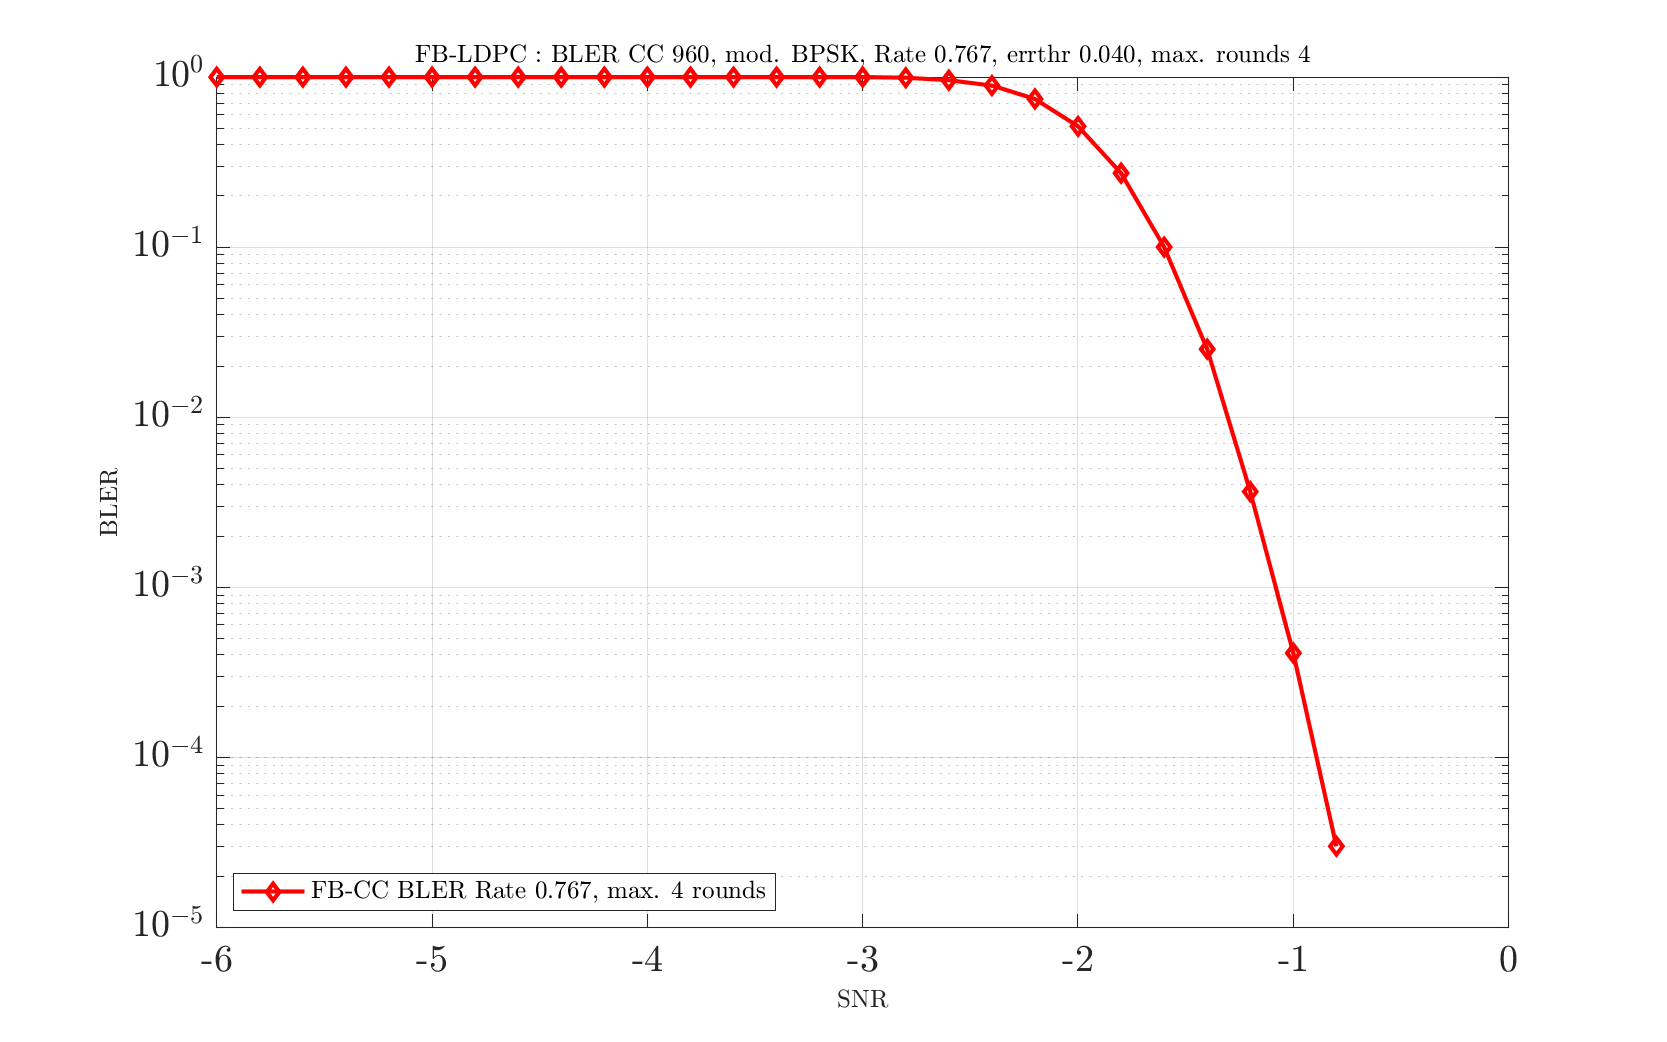 FB-LDPC : BLER CC 960, mod. BPSK, Rate 0.767, errthr 0.040, max. rounds 4
10^0
10^−1
10^−2
10^−3
10^−4
10^−5
BLER
FB-CC BLER Rate 0.767, max. 4 rounds
-6 -5 -4 -3 -2 -1 0
SNR